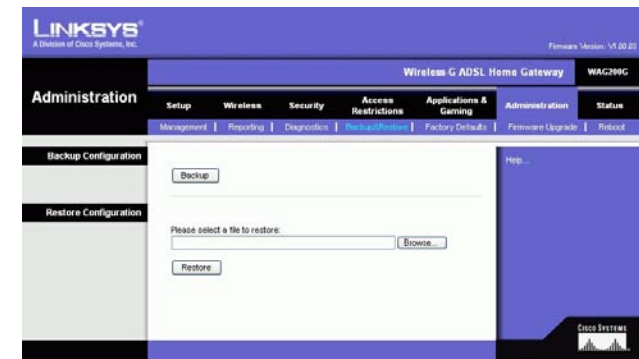 LINKSYS®
A Division of Cisco Systems, Inc.
Firmware Version: V1.00.03
Wireless-G ADSL Home Gateway WAG200G
Administration
Setup Wireless Security Access Restrictions Applications & Gaming Administration Status
Management | Reporting | Diagnostics | Backup&Restore | Factory Defaults | Firmware Upgrade | Reboot
Backup Configuration
Backup
Help...
Restore Configuration
Please select a file to restore:
Browse...
Restore
CISCO SYSTEMS